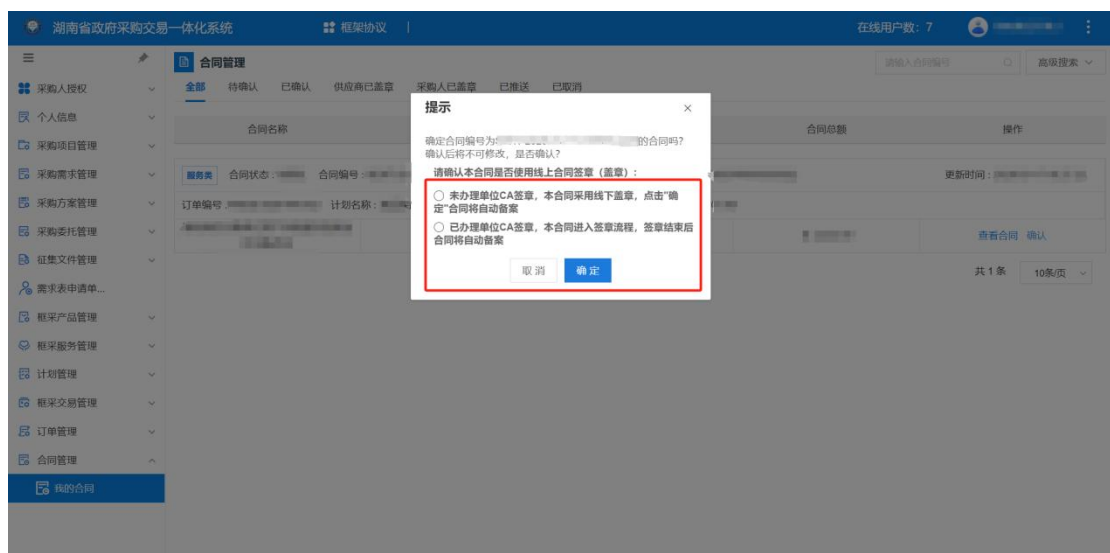 湖南省政府采购交易一体化系统
框架协议
在线用户数：7
合同管理
请输入合同编号
高级搜索
全部 待确认 已确认 供应商已盖章 采购人已盖章 已推送 已取消
采购人授权
个人信息
采购项目管理
采购需求管理
采购方案管理
采购委托管理
征集文件管理
需求表申请单...
框采产品管理
框采服务管理
计划管理
框采交易管理
订单管理
合同管理
我的合同
合同名称 合同总额 操作
服务类 合同状态： 合同编号： 更新时间：
订单编号 计划名称：
查看合同 确认
共 1 条 10条/页
提示
确定合同编号为 的合同吗？
确认后将不可修改，是否确认？
请确认本合同是否使用线上合同签章（盖章）：
未办理单位CA签章，本合同采用线下盖章，点击"确
定"合同将自动备案
已办理单位CA签章，本合同进入签章流程，签章结束后
合同将自动备案
取消 确定